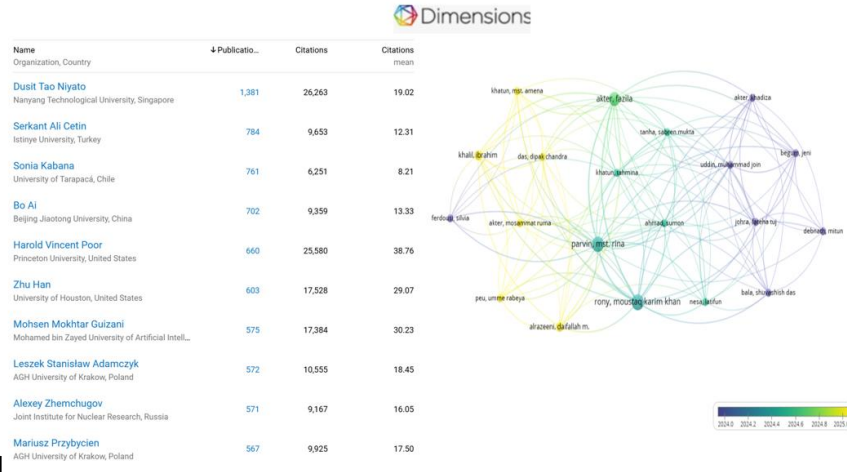 Dimensions
Name ↓ Publicatio... Citations Citations
Organization, Country mean
Dusit Tao Niyato 1,381 26,263 19.02
Nanyang Technological University, Singapore
Serkant Ali Cetin 784 9,653 12.31
Istinye University, Turkey
Sonia Kabana 761 6,251 8.21
University of Tarapacá, Chile
Bo Ai 702 9,359 13.33
Beijing Jiaotong University, China
Harold Vincent Poor 660 25,580 38.76
Princeton University, United States
Zhu Han 603 17,528 29.07
University of Houston, United States
Mohsen Mokhtar Guizani 575 17,384 30.23
Mohamed bin Zayed University of Artificial Intell...
Leszek Stanisław Adamczyk 572 10,555 18.45
AGH University of Krakow, Poland
Alexey Zhemchugov 571 9,167 16.05
Joint Institute for Nuclear Research, Russia
Mariusz Przybycien 567 9,925 17.50
AGH University of Krakow, Poland
khatun, mst. amena
akter, fazila
akter, khadiza
tanha, sabren mukta
khalil, ibrahim
das, dipak chandra
khatun, tahmina
uddin, muhammad join
begum, jeni
ferdousi, silvia
akter, mosammat ruma
ahmad, sumon
johra, fatema tuj
debnath, mitun
parvin, mst. rina
peu, umme rabeya
rony, moustaq karim khan
nesa, latifun
bala, shuvashish das
alrazeeni, daifallah m.
2024.0 2024.2 2024.4 2024.6 2024.8 2025.0